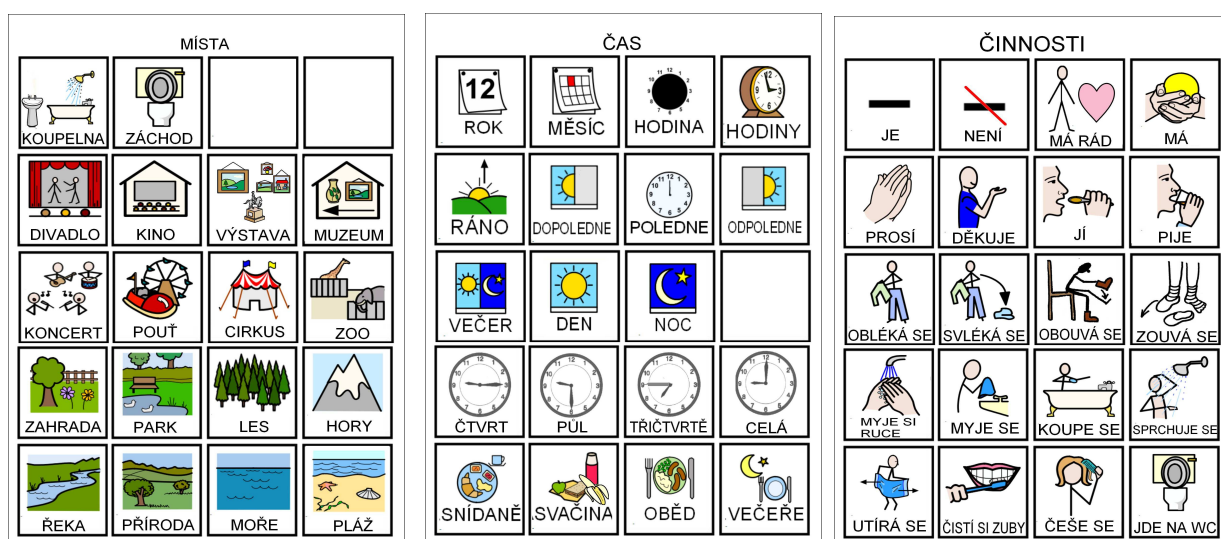 MÍSTA
KOUPELNA
ZÁCHOD
DIVADLO
KINO
VÝSTAVA
MUZEUM
KONCERT
POUŤ
CIRKUS
ZOO
ZAHRADA
PARK
LES
HORY
ŘEKA
PŘÍRODA
MOŘE
PLÁŽ
ČAS
12
ROK
MĚSÍC
HODINA
HODINY
RÁNO
DOPOLEDNE
POLEDNE
ODPOLEDNE
VEČER
DEN
NOC
ČTVRT
PŮL
TŘIČTVRTĚ
CELÁ
SNÍDANĚ
SVAČINA
OBĚD
VEČEŘE
ČINNOSTI
JE
NENÍ
MÁ RÁD
MÁ
PROSÍ
DĚKUJE
JÍ
PIJE
OBLÉKÁ SE
SVLÉKÁ SE
OBOUVÁ SE
ZOUVÁ SE
MYJE SI
RUCE
MYJE SE
KOUPE SE
SPRCHUJE SE
UTÍRÁ SE
ČISTÍ SI ZUBY
ČEŠE SE
JDE NA WC